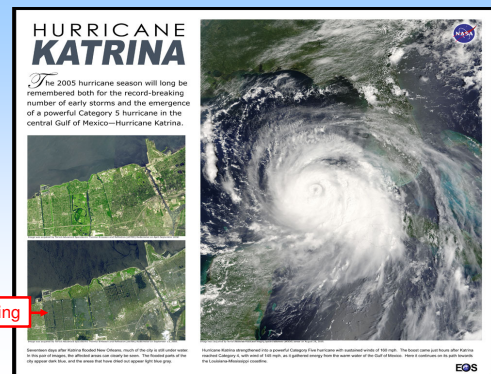 HURRICANE
KATRINA
The 2005 hurricane season will long be
remembered both for the record-breaking
number of early storms and the emergence
of a powerful Category 5 hurricane in the
central Gulf of Mexico—Hurricane Katrina.
NASA
ing
Seventeen days after Katrina flooded New Orleans, much of the city is still under water.
In this pair of images, the affected areas can clearly be seen. The flooded parts of the
city appear dark blue, and the areas that have dried out appear light blue gray.
Hurricane Katrina strengthened into a powerful Category Five hurricane with sustained winds of 160 mph. The boost came just hours after Katrina
reached Category 4, with wind of 145 mph, as it gathered energy from the warm water of the Gulf of Mexico. Here it continues on its path towards
the Louisiana-Mississippi coastline.
EOS